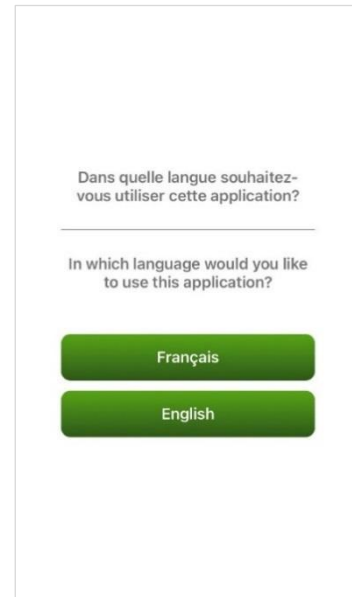 Dans quelle langue souhaitez-
vous utiliser cette application?
In which language would you like
to use this application?
Français
English